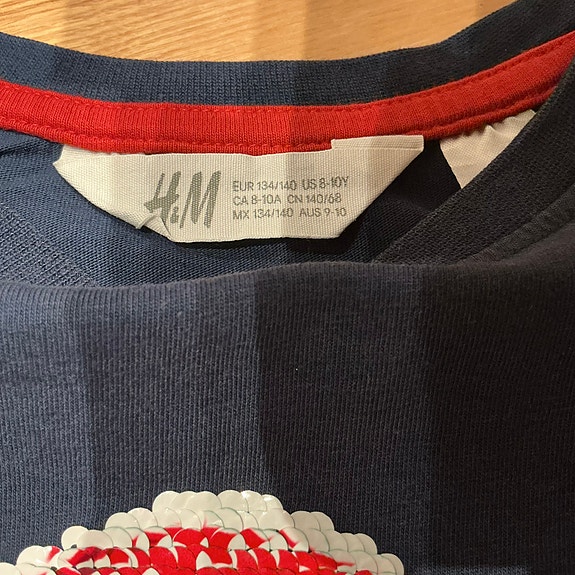 H&M
EUR 134/140 US 8-10Y
CA 8-10A CN 140/68
MX 134/140 AUS 9-10